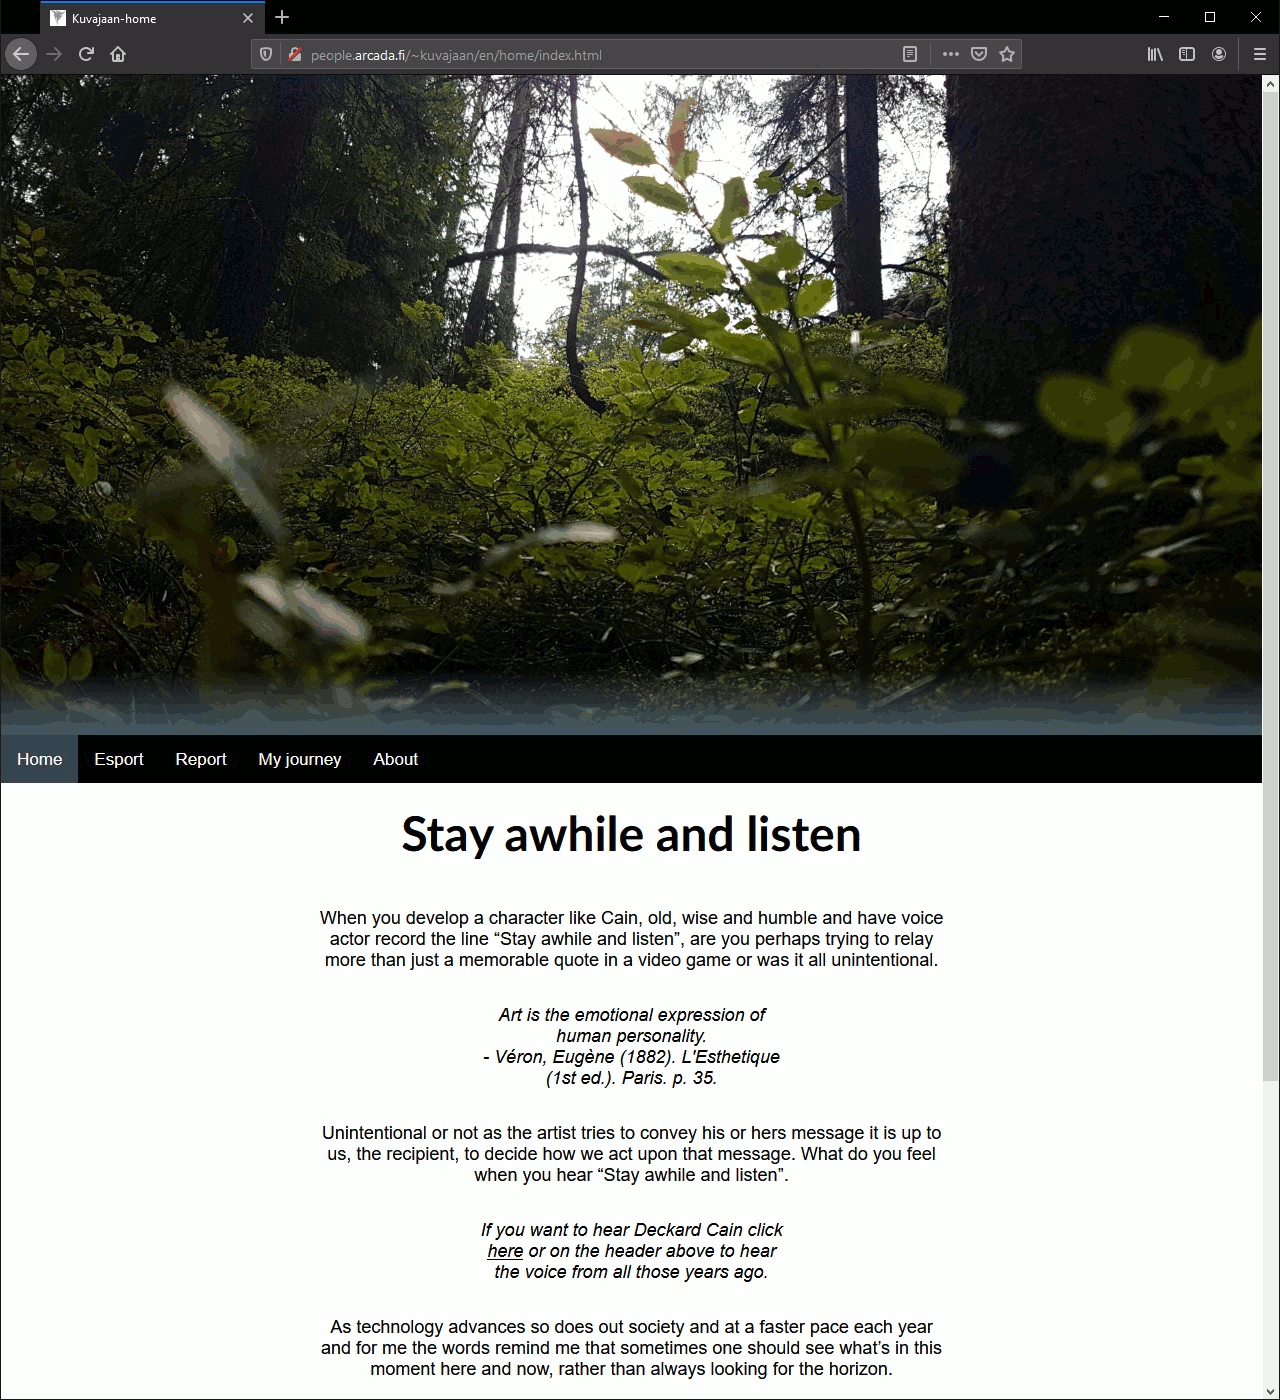 Kuvajaan-home
people.arcada.fi/~kuvajaan/en/home/index.html
Home Esport Report My journey About
Stay awhile and listen
When you develop a character like Cain, old, wise and humble and have voice
actor record the line “Stay awhile and listen”, are you perhaps trying to relay
more than just a memorable quote in a video game or was it all unintentional.
Art is the emotional expression of
human personality.
- Véron, Eugène (1882). L'Esthetique
(1st ed.). Paris. p. 35.
Unintentional or not as the artist tries to convey his or hers message it is up to
us, the recipient, to decide how we act upon that message. What do you feel
when you hear “Stay awhile and listen”.
If you want to hear Deckard Cain click
here or on the header above to hear
the voice from all those years ago.
As technology advances so does out society and at a faster pace each year
and for me the words remind me that sometimes one should see what’s in this
moment here and now, rather than always looking for the horizon.